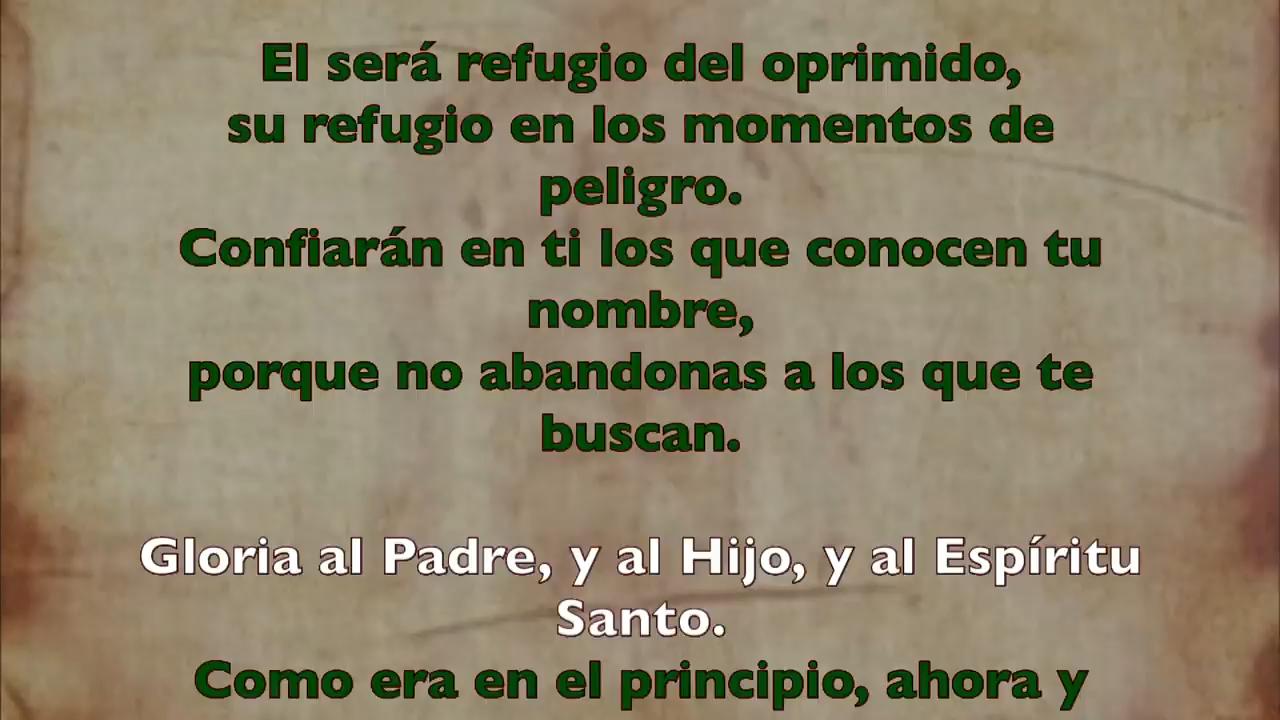 El será refugio del oprimido,
su refugio en los momentos de
peligro.
Confiarán en ti los que conocen tu
nombre,
porque no abandonas a los que te
buscan.
Gloria al Padre, y al Hijo, y al Espíritu
Santo.
Como era en el principio, ahora y